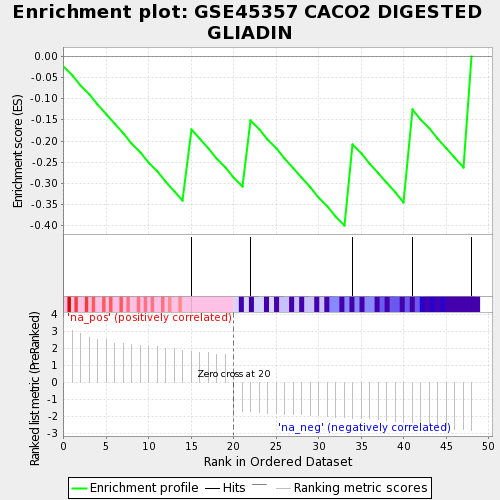 Enrichment plot: GSE45357 CACO2 DIGESTED
GLIADIN
Enrichment score (ES)
0.00
-0.05
-0.10
-0.15
-0.20
-0.25
-0.30
-0.35
-0.40
Ranked list metric (PreRanked)
'na_pos' (positively correlated)
4
3
2
1
0
-1
-2
-3
Zero cross at 20
'na_neg' (negatively correlated)
0 5 10 15 20 25 30 35 40 45 50
Rank in Ordered Dataset
Enrichment profile Hits Ranking metric scores